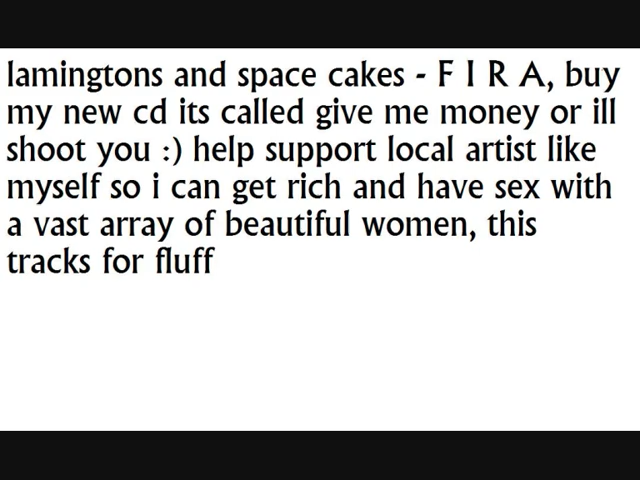 lamingtons and space cakes - F I R A, buy
my new cd its called give me money or ill
shoot you :) help support local artist like
myself so i can get rich and have sex with
a vast array of beautiful women, this
tracks for fluff